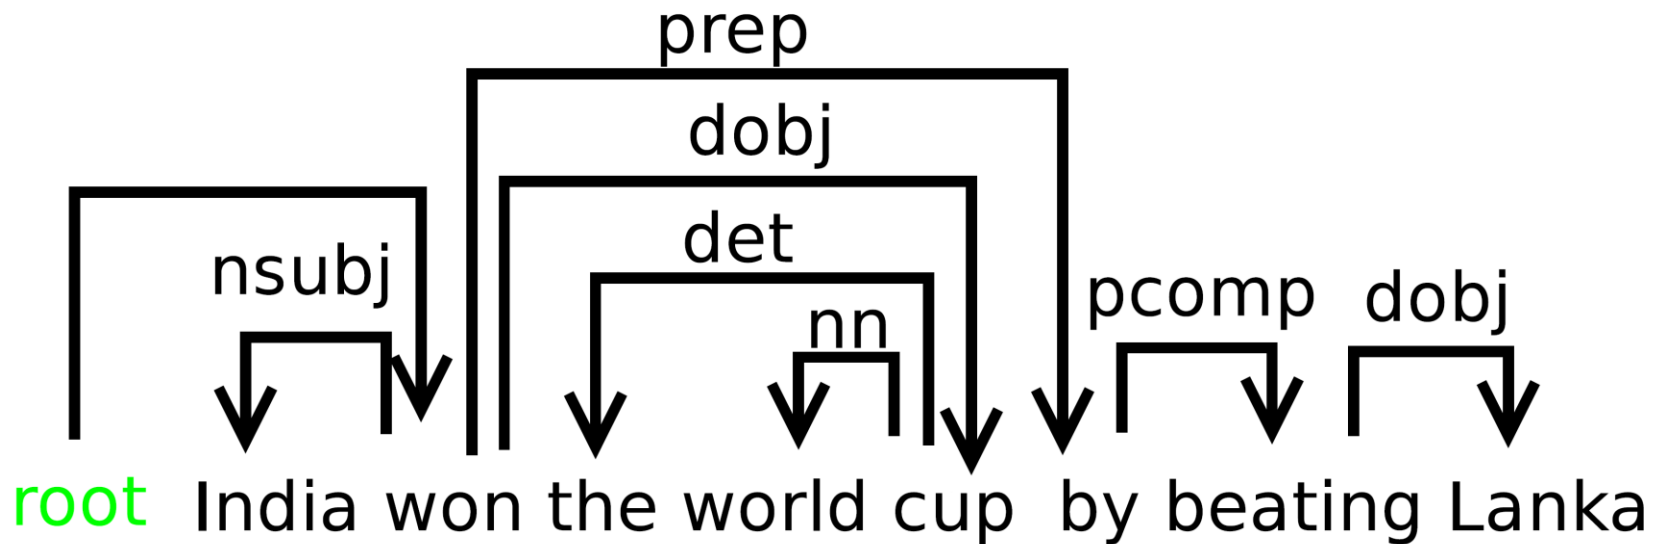 prep
dobj
det
nsubj
nn
pcomp dobj
root India won the world cup by beating Lanka